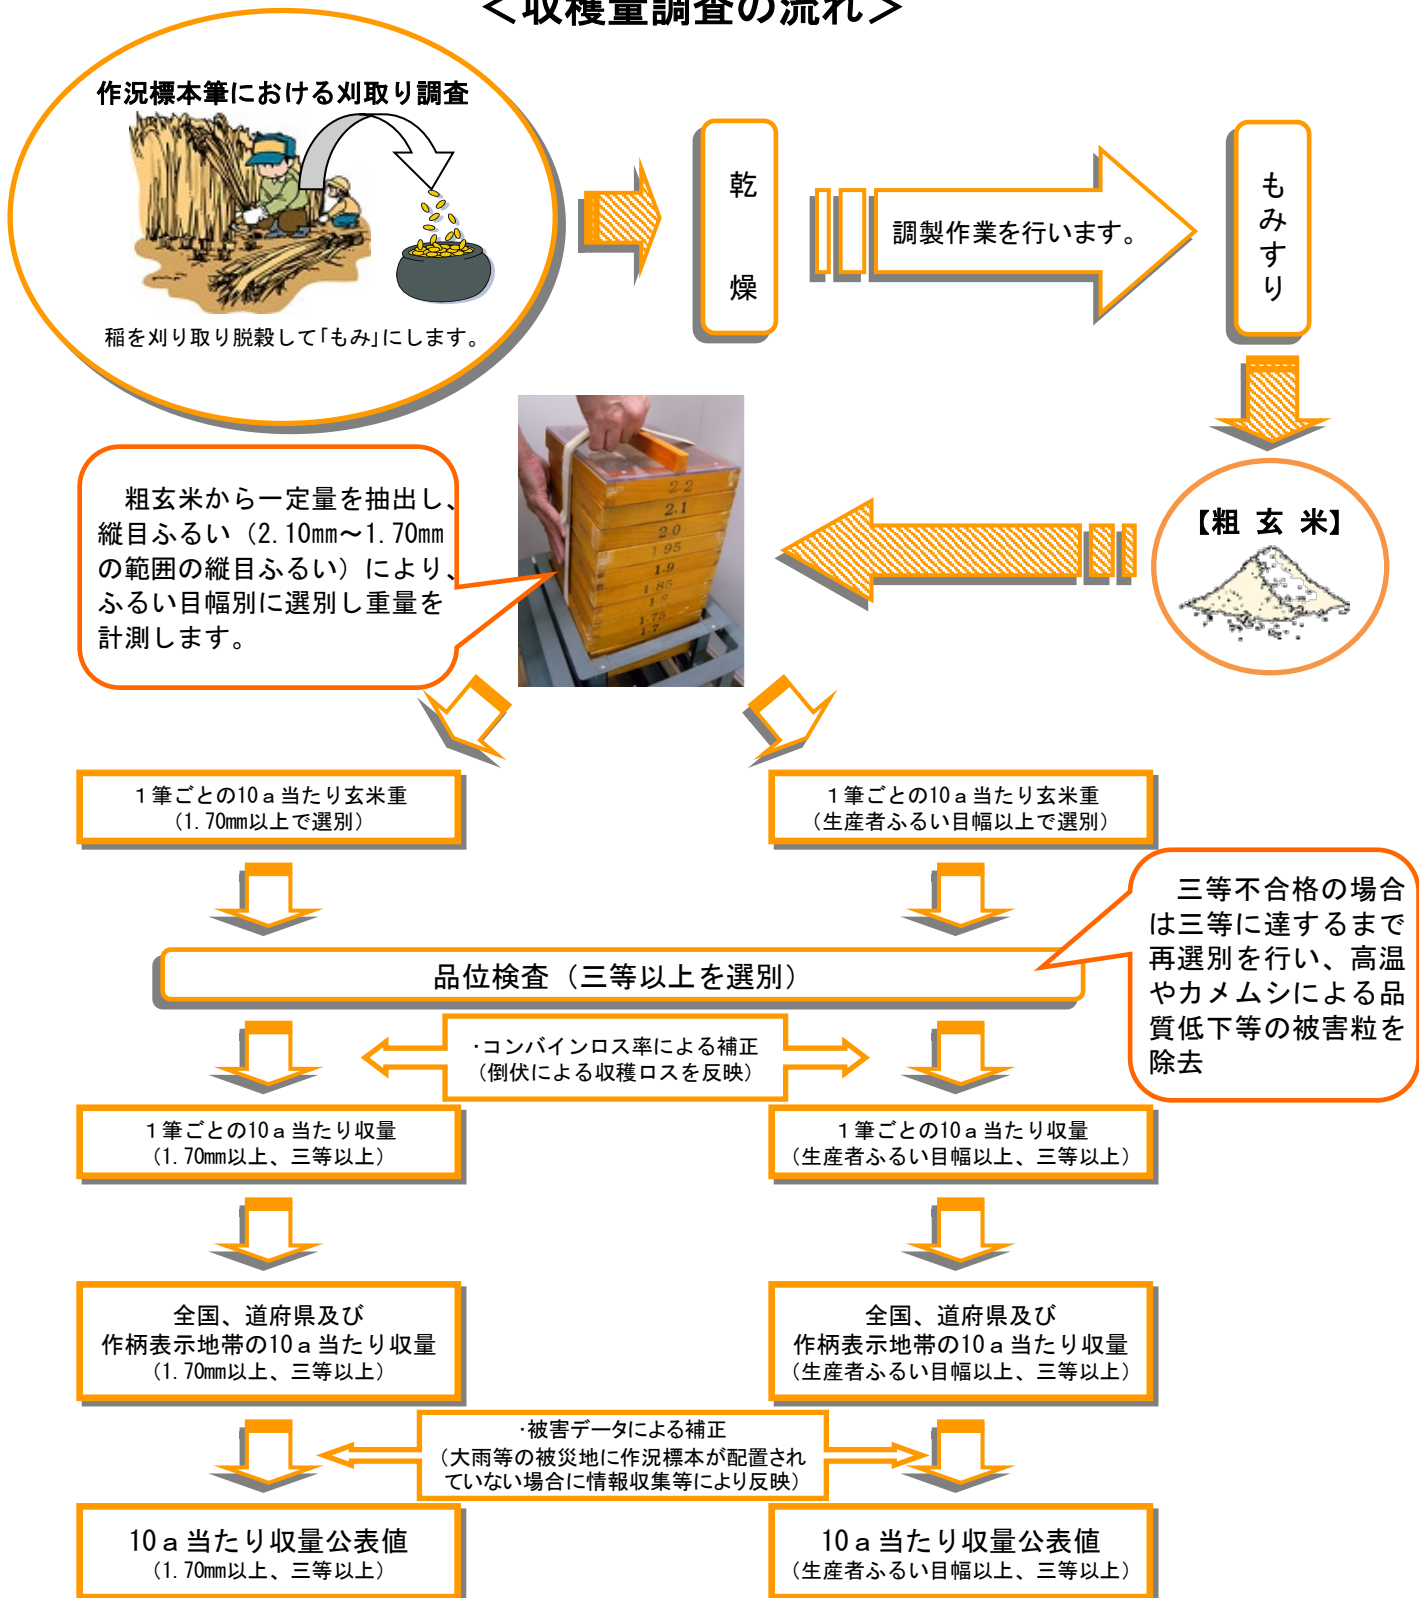 ＜収穫量調査の流れ＞
作況標本筆における刈取り調査
稲を刈り取り脱穀して「もみ」にします。
乾燥
調製作業を行います。
もみすり
【粗 玄 米】
粗玄米から一定量を抽出し、
縦目ふるい（2.10㎜～1.70㎜
の範囲の縦目ふるい）により、
ふるい目幅別に選別し重量を
計測します。
2.2
2.1
2.0
1.95
1.9
1.85
1.8
1.75
1.7
１筆ごとの10ａ当たり玄米重
（1.70㎜以上で選別）
１筆ごとの10ａ当たり玄米重
（生産者ふるい目幅以上で選別）
三等不合格の場合
は三等に達するまで
再選別を行い、高温
やカメムシによる品
質低下等の被害粒を
除去
品位検査（三等以上を選別）
・コンバインロス率による補正
（倒伏による収穫ロスを反映）
１筆ごとの10ａ当たり収量
（1.70㎜以上、三等以上）
１筆ごとの10ａ当たり収量
（生産者ふるい目幅以上、三等以上）
全国、道府県及び
作柄表示地帯の10ａ当たり収量
（1.70㎜以上、三等以上）
全国、道府県及び
作柄表示地帯の10ａ当たり収量
（生産者ふるい目幅以上、三等以上）
・被害データによる補正
（大雨等の被災地に作況標本が配置され
ていない場合に情報収集等により反映）
10ａ当たり収量公表値
（1.70㎜以上、三等以上）
10ａ当たり収量公表値
（生産者ふるい目幅以上、三等以上）